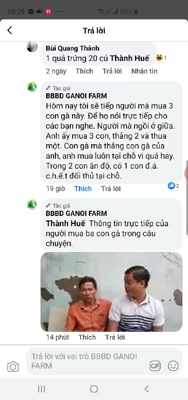 09:29
Trả lời
Bùi Quang Thành
1 quả trứng 20 củ Thành Huế
1
2 ngày Thích Trả lời Nhắn tin
Tác giả
BBBD GANOI FARM
Hôm nay tôi sẽ tiếp người mà mua 3
con gà này. Để họ nói trực tiếp cho
các bạn nghe. Người mà ngồi ở giữa.
Anh ấy mua 3 con, thắng 2 và thua
một. Con gà mà thắng con gà của
anh, anh mua luôn tại chỗ vì quá hay.
Trong 2 con ăn độ, có 1 con đ.á.
c.h.ế.t đối thủ tại chỗ.
19 giờ Thích Trả lời
2
Tác giả
BBBD GANOI FARM
Thành Huế Thông tin trực tiếp của
người mua ba con gà trong câu
chuyện.
14 phút Thích Trả lời
Trả lời với vai trò BBBD GANOI
FARM